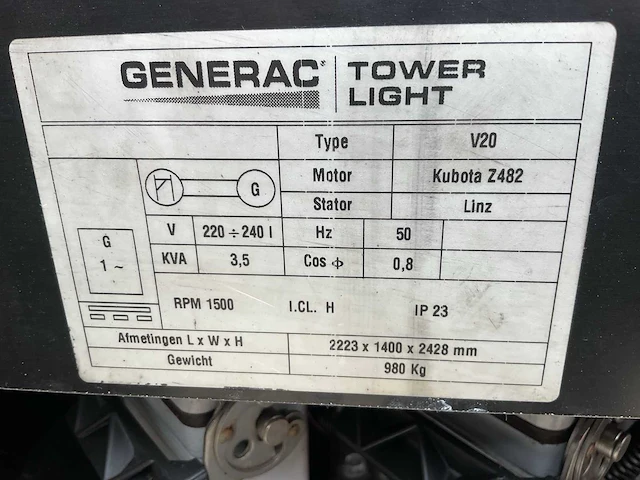 GENERAC TOWER LIGHT
Type V20
Motor Kubota Z482
Stator Linz
G
V 220 ÷ 240 I Hz 50
G
1 ~
KVA 3,5 Cos ϕ 0,8
RPM 1500 I.CL. H IP 23
Afmetingen L x W x H 2223 x 1400 x 2428 mm
Gewicht 980 Kg